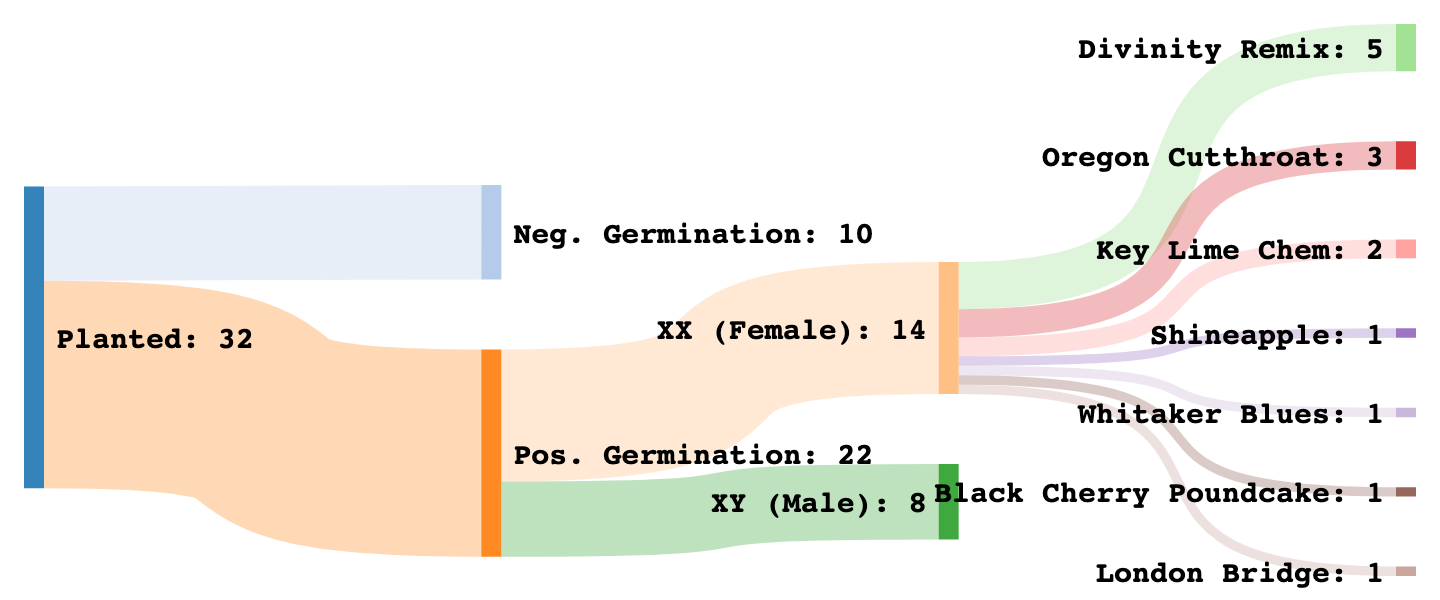 Planted: 32
Neg. Germination: 10
Pos. Germination: 22
XX (Female): 14
XY (Male): 8
Divinity Remix: 5
Oregon Cutthroat: 3
Key Lime Chem: 2
Shineapple: 1
Whitaker Blues: 1
Black Cherry Poundcake: 1
London Bridge: 1